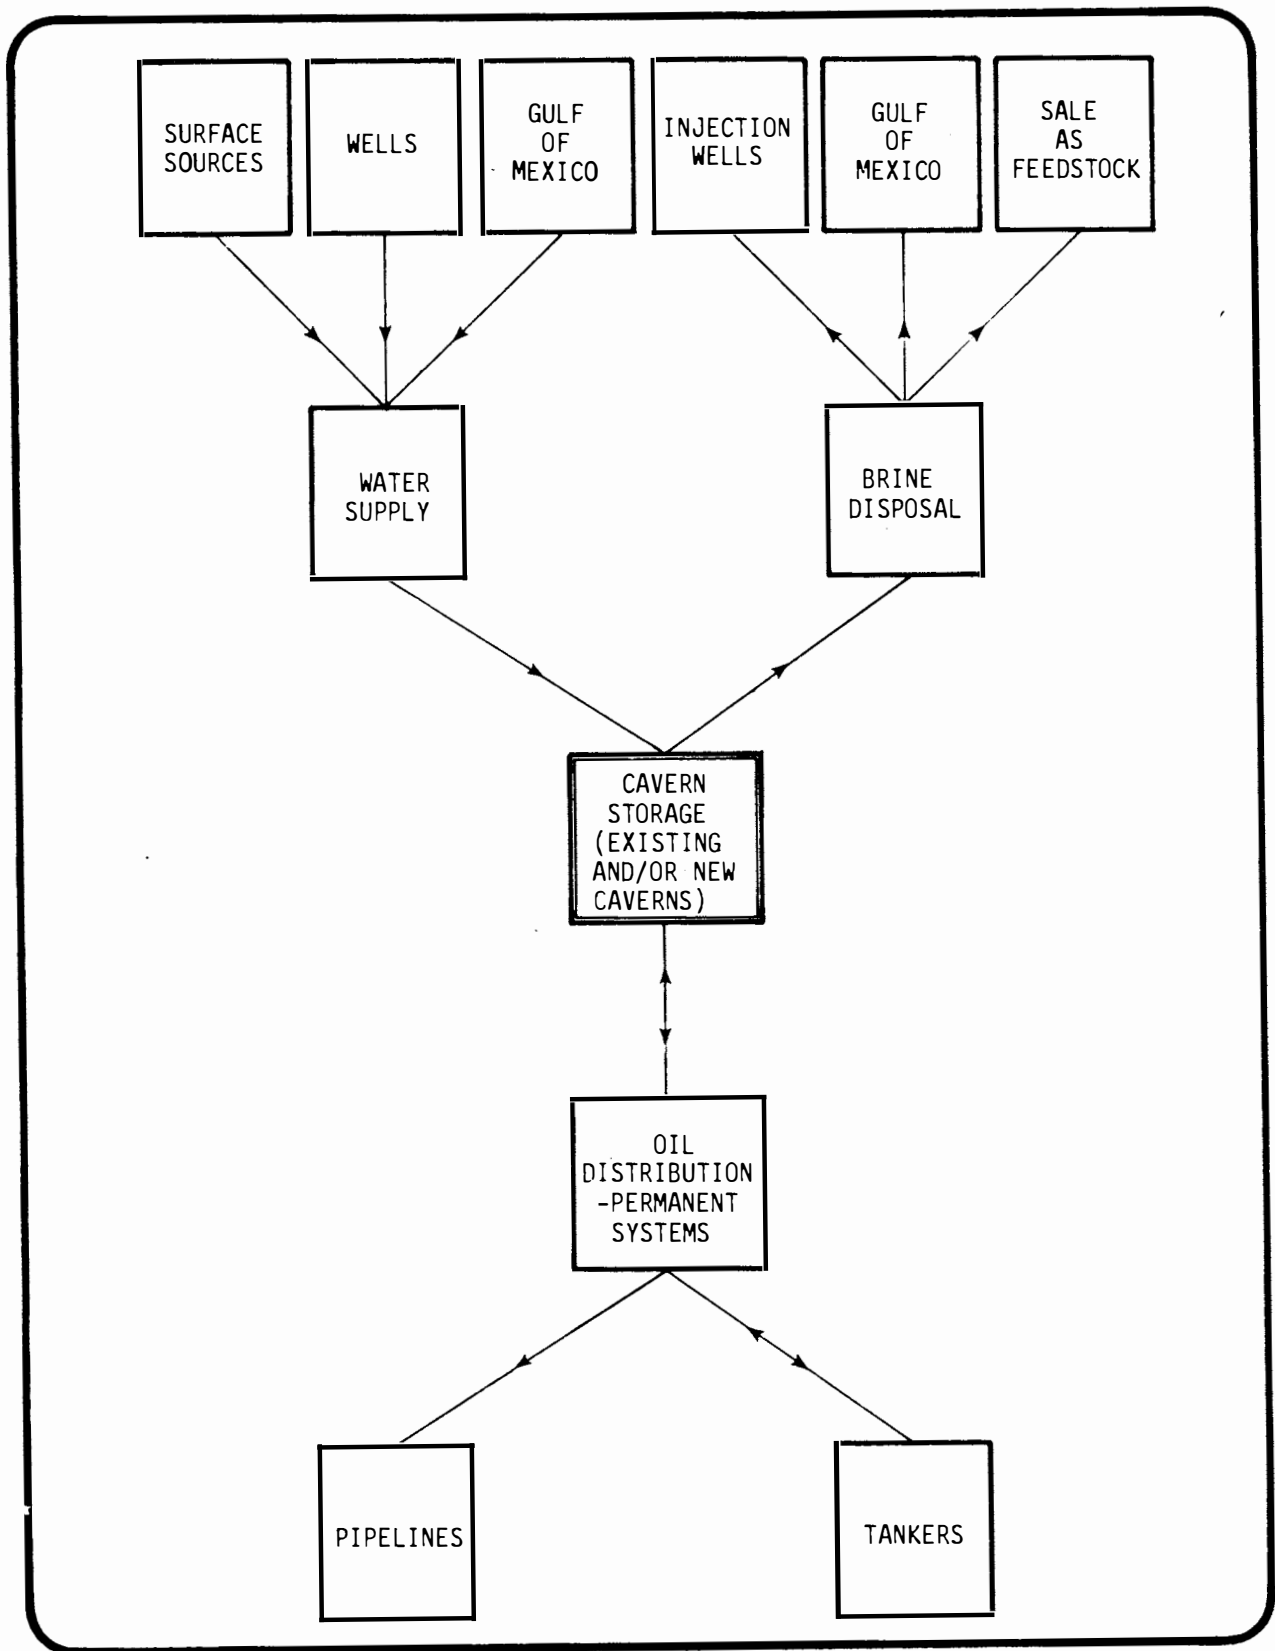 SURFACE
SOURCES
WELLS
GULF
OF
MEXICO
INJECTION
WELLS
GULF
OF
MEXICO
SALE
AS
FEEDSTOCK
WATER
SUPPLY
BRINE
DISPOSAL
CAVERN
STORAGE
(EXISTING
AND/OR NEW
CAVERNS)
OIL
DISTRIBUTION
-PERMANENT
SYSTEMS
PIPELINES
TANKERS